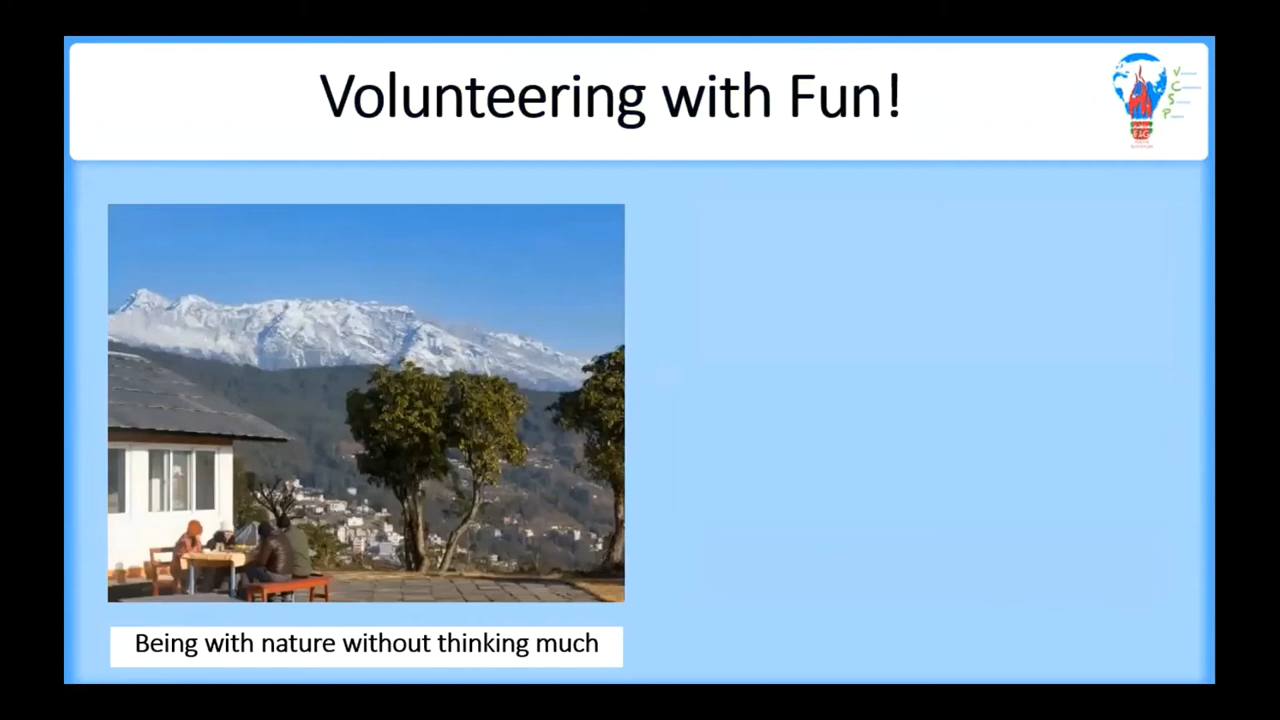 Volunteering with Fun!
V
C
S
P
Being with nature without thinking much